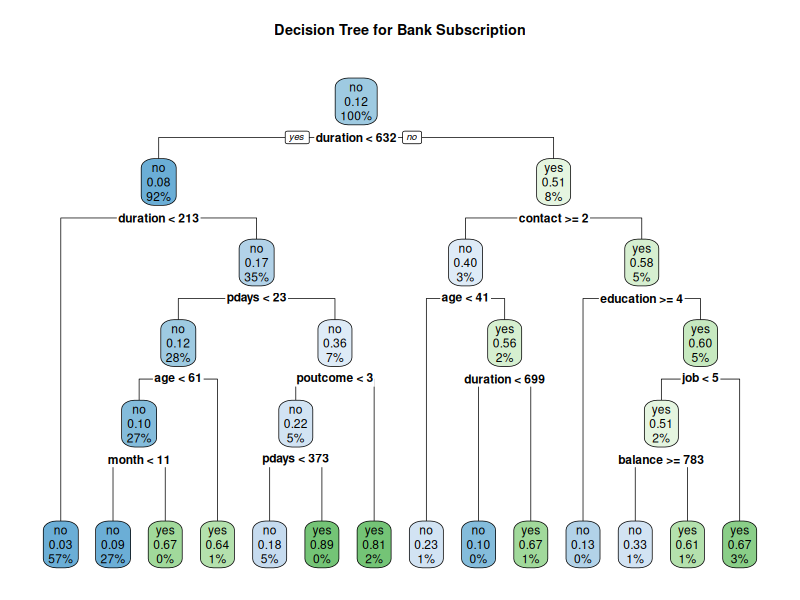 Decision Tree for Bank Subscription
no
0.12
100%
yes duration < 632 no
no
0.08
92%
yes
0.51
8%
duration < 213
contact >= 2
no
0.17
35%
no
0.40
3%
yes
0.58
5%
pdays < 23
age < 41
education >= 4
no
0.12
28%
no
0.36
7%
yes
0.56
2%
yes
0.60
5%
age < 61
poutcome < 3
duration < 699
job < 5
no
0.10
27%
no
0.22
5%
yes
0.51
2%
month < 11
pdays < 373
balance >= 783
no
0.03
57%
no
0.09
27%
yes
0.67
0%
yes
0.64
1%
no
0.18
5%
yes
0.89
0%
yes
0.81
2%
no
0.23
1%
no
0.10
0%
yes
0.67
1%
no
0.13
0%
no
0.33
1%
yes
0.61
1%
yes
0.67
3%